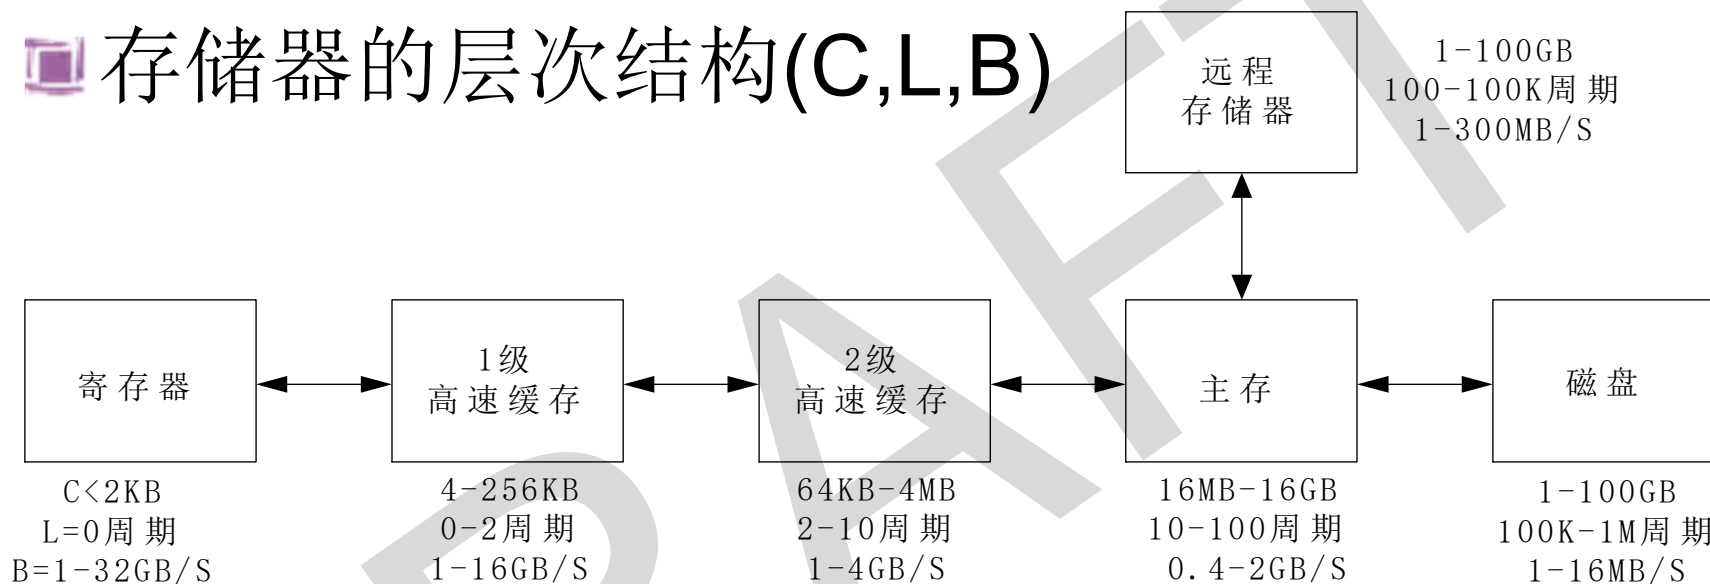 存储器的层次结构(C,L,B)
远程
存储器
1-100GB
100-100K周期
1-300MB/S
寄存器
C<2KB
L=0周期
B=1-32GB/S
1级
高速缓存
4-256KB
0-2周期
1-16GB/S
2级
高速缓存
64KB-4MB
2-10周期
1-4GB/S
主存
16MB-16GB
10-100周期
0.4-2GB/S
磁盘
1-100GB
100K-1M周期
1-16MB/S